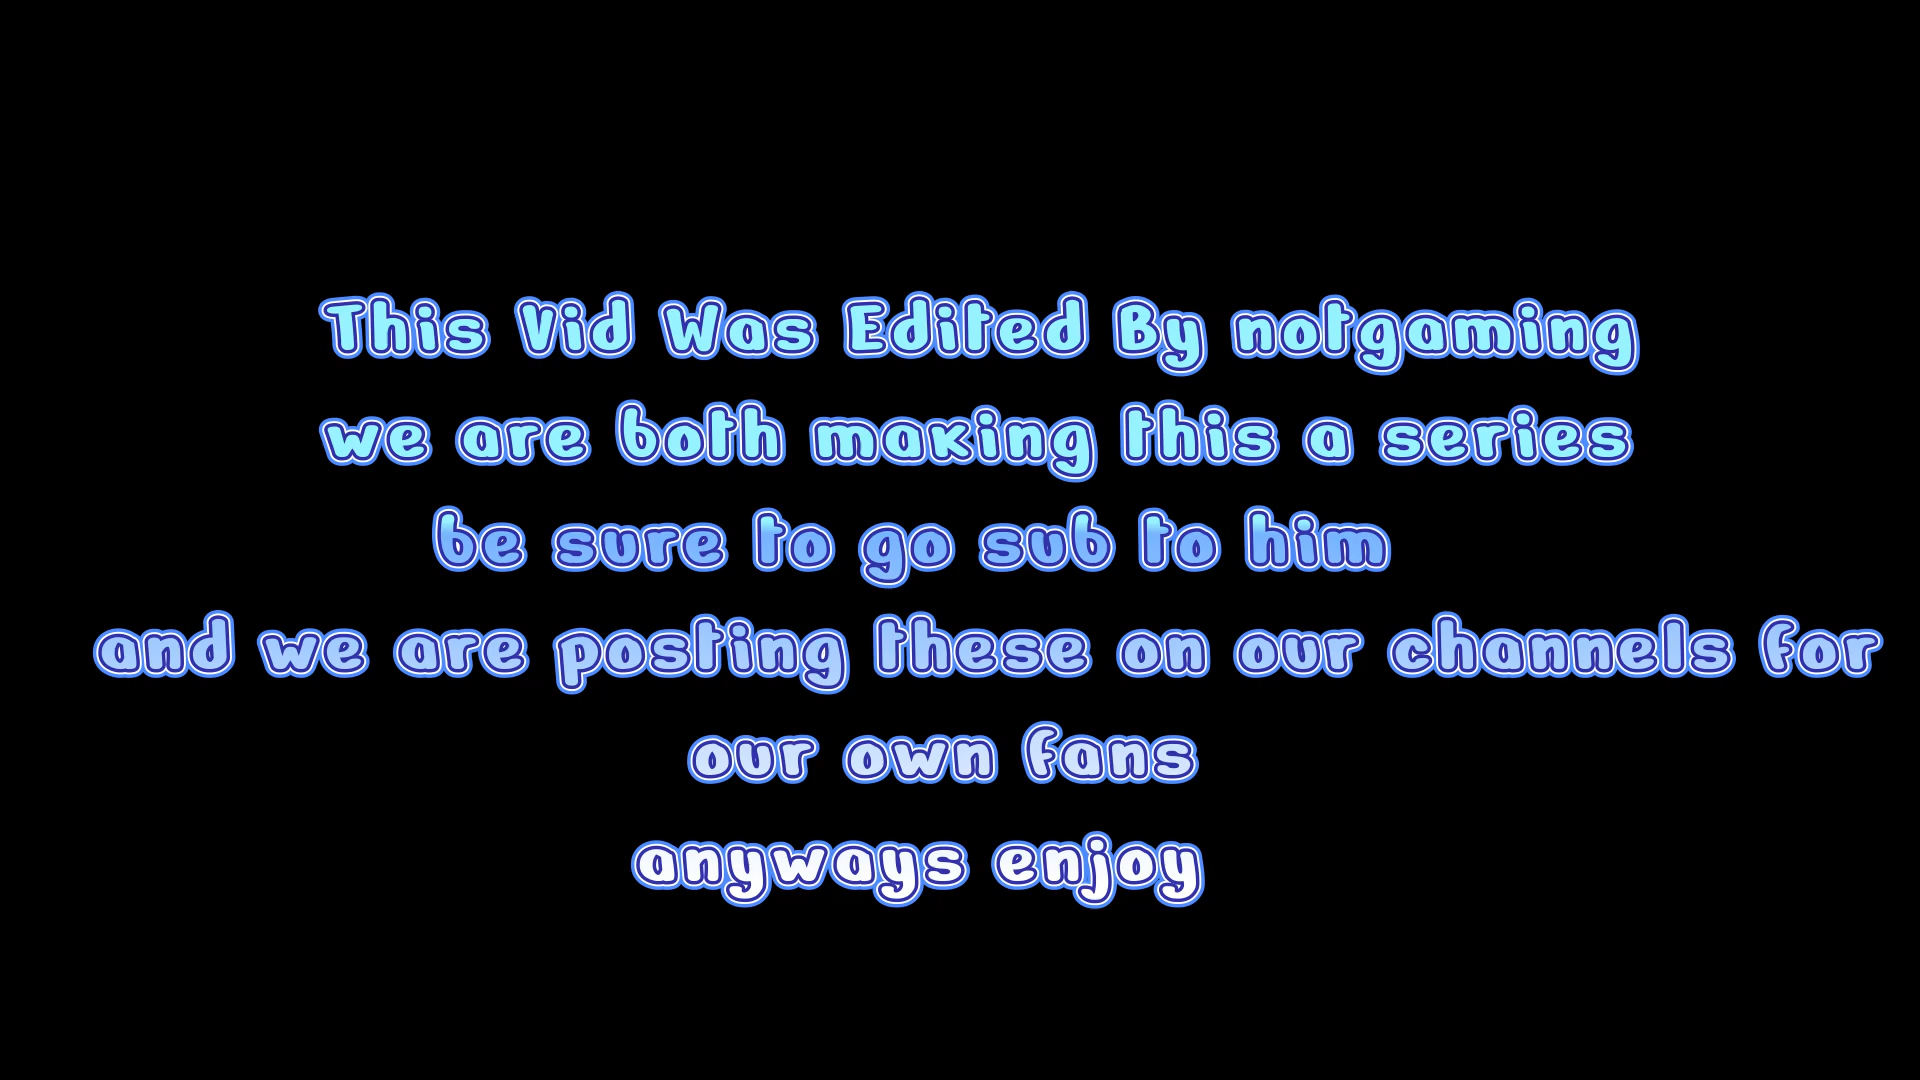 This Vid Was Edited By notgaming
we are both making this a series
be sure to go sub to him
and we are posting these on our channels for
our own fans
anyways enjoy